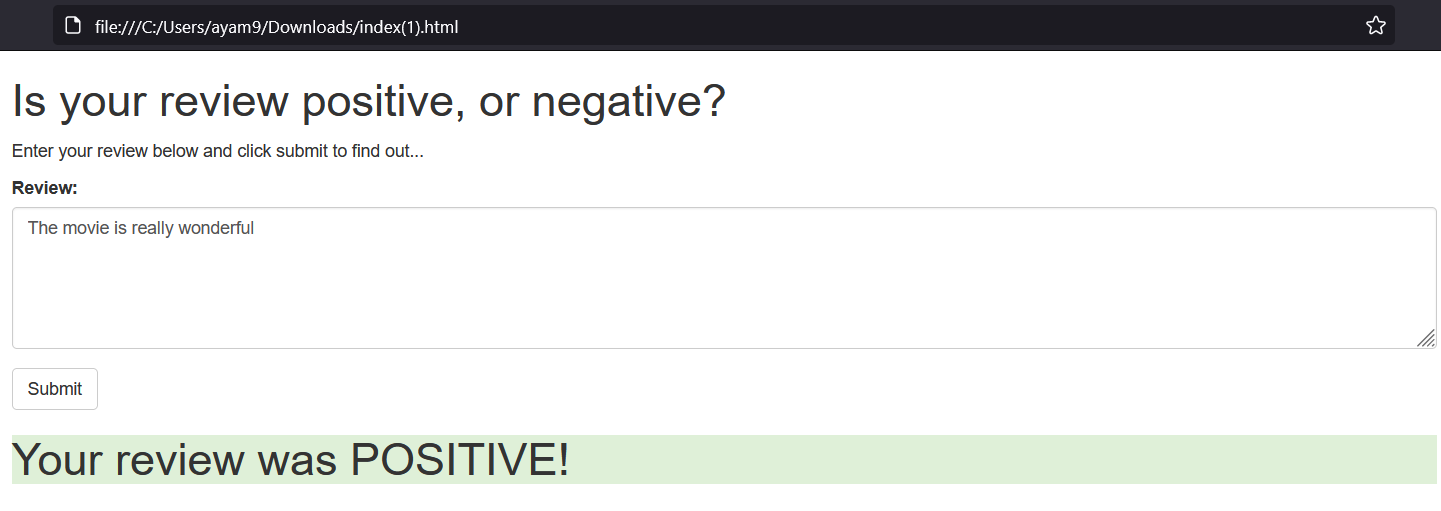 file:///C:/Users/ayam9/Downloads/index(1).html
Is your review positive, or negative?
Enter your review below and click submit to find out...
Review:
The movie is really wonderful
Submit
Your review was POSITIVE!